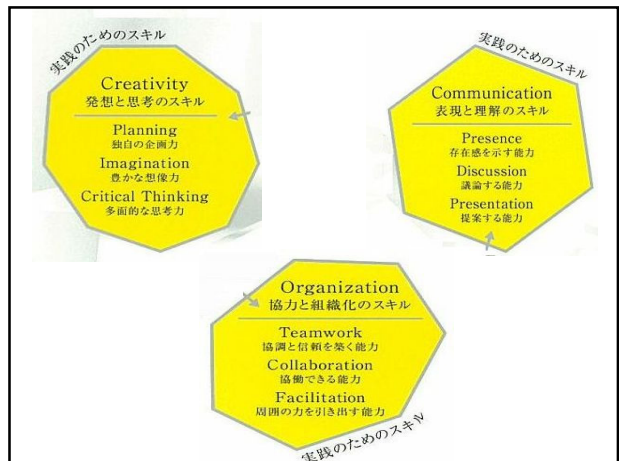 実践のためのスキル
Creativity
発想と思考のスキル
Planning
独自の企画力
Imagination
豊かな想像力
Critical Thinking
多面的な思考力
実践のためのスキル
Communication
表現と理解のスキル
Presence
存在感を示す能力
Discussion
議論する能力
Presentation
提案する能力
Organization
協力と組織化のスキル
Teamwork
協調と信頼を築く能力
Collaboration
協働できる能力
Facilitation
周囲の力を引き出す能力
実践のためのスキル